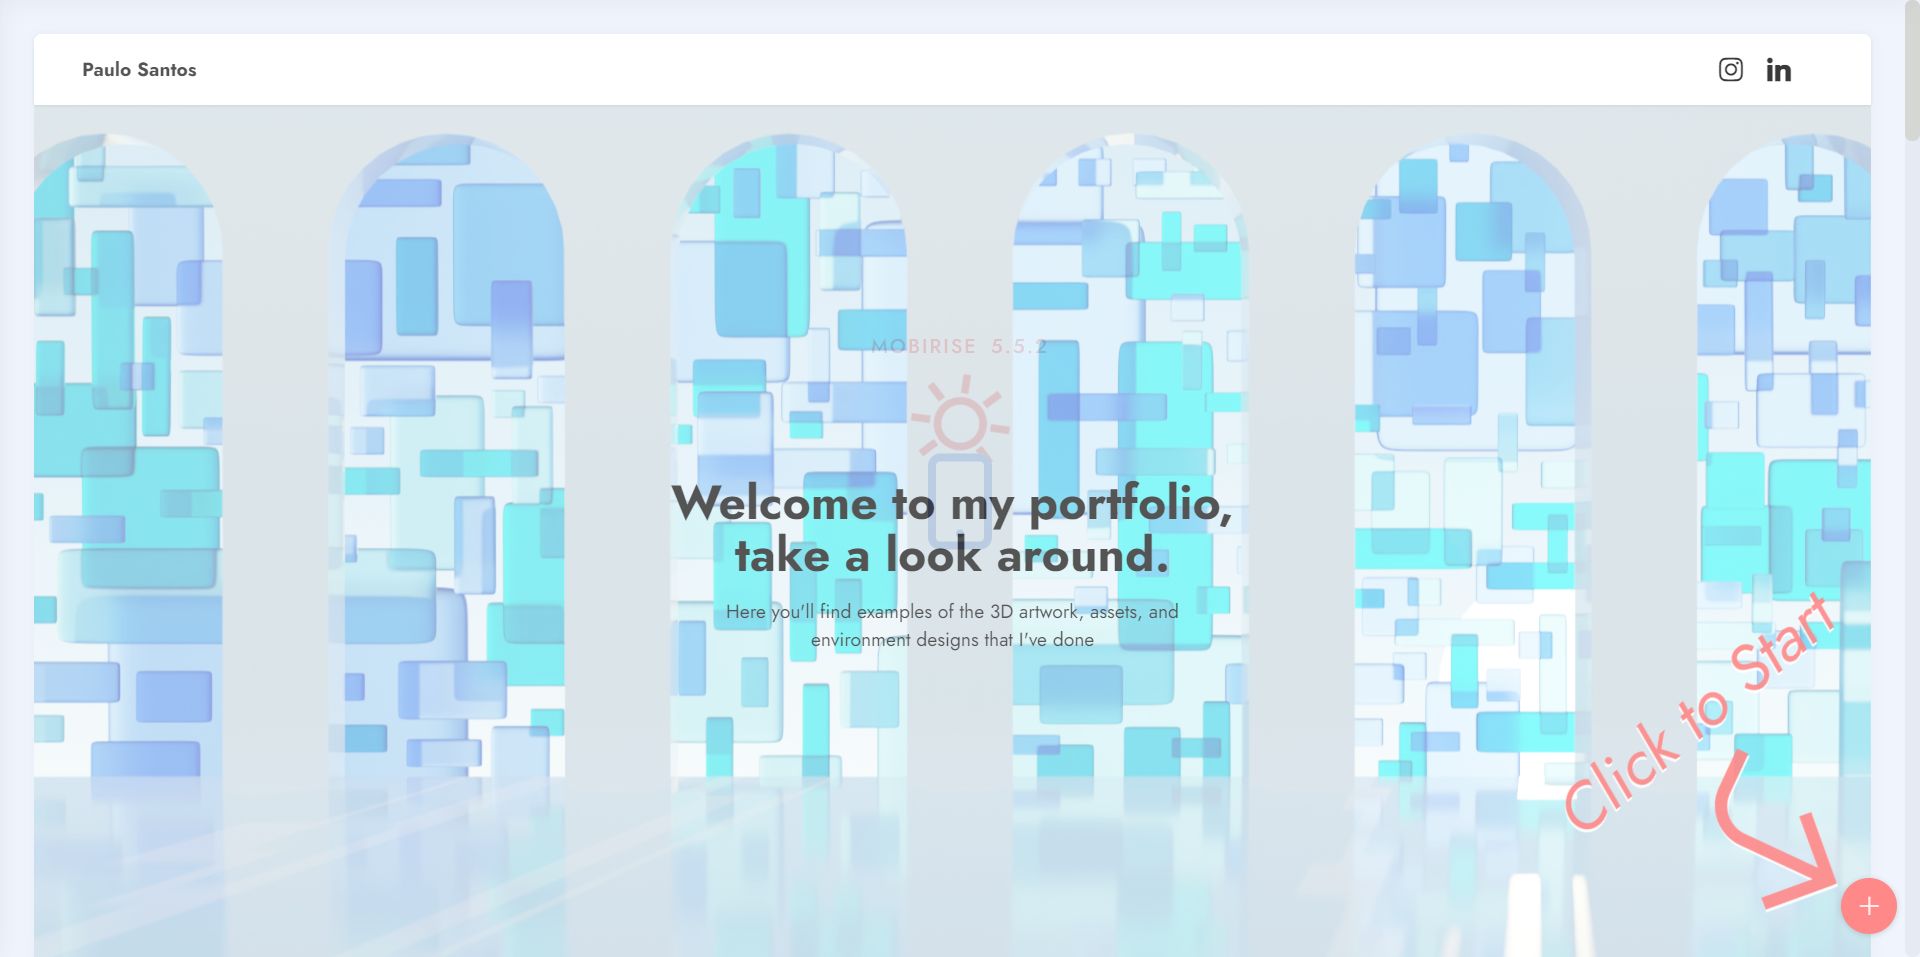 Paulo Santos
MOBIRISE 5.5.2
Welcome to my portfolio,
take a look around.
Here you'll find examples of the 3D artwork, assets, and
environment designs that I've done
Click to Start